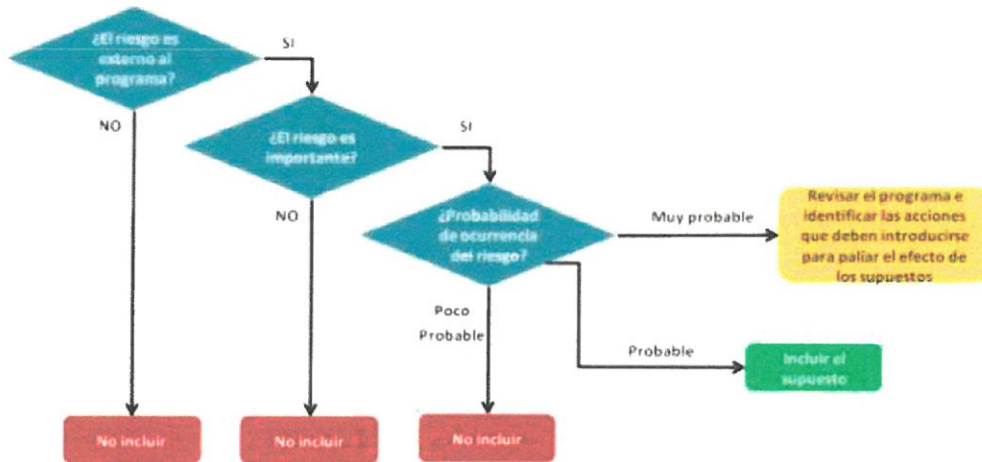 ¿El riesgo es
externo al
programa?
SI
NO
¿El riesgo es
importante?
SI
NO
¿Probabilidad
de ocurrencia
del riesgo?
Muy probable
Revisar el programa e
identificar las acciones
que deben introducirse
para paliar el efecto de
los supuestos
Poco
Probable
Probable
Incluir el
supuesto
No incluir
No incluir
No incluir